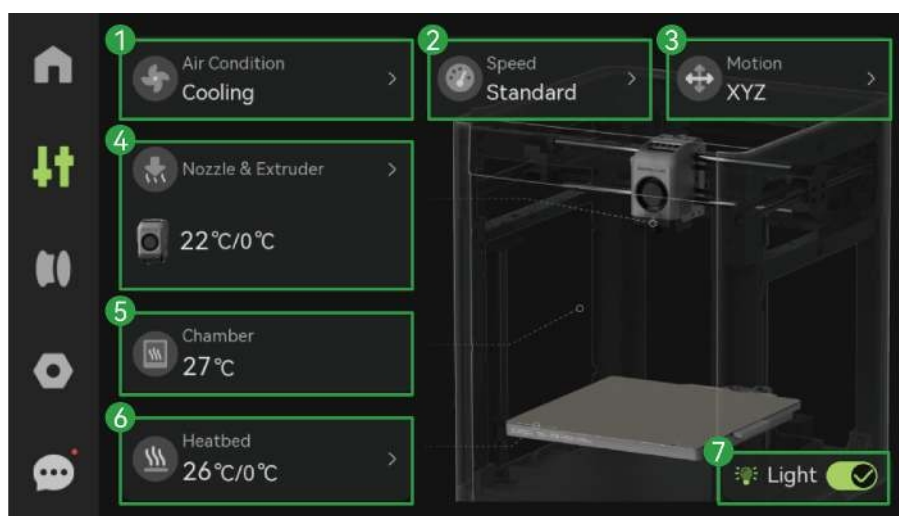 1
Air Condition
Cooling
2
Speed
Standard
3
Motion
XYZ
4
Nozzle & Extruder
22°C/0°C
5
Chamber
27°C
6
Heatbed
26°C/0°C
7
Light